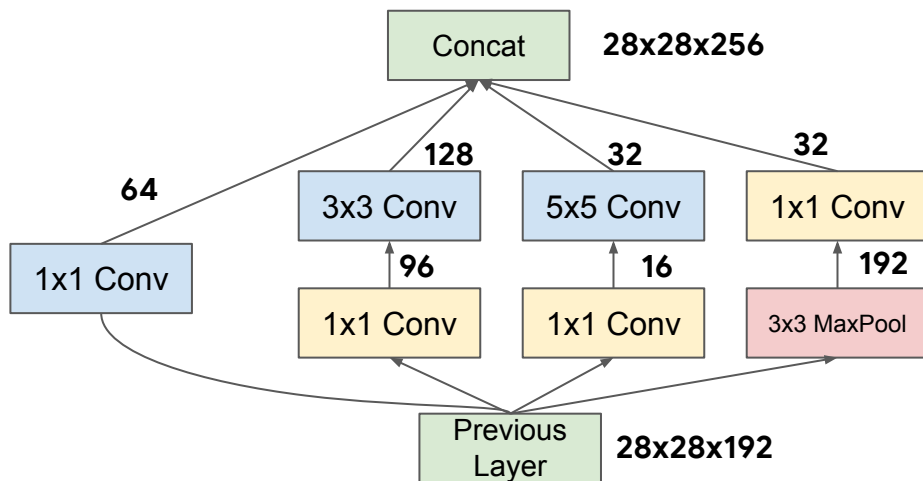 Concat
28x28x256
64
128
32
32
3x3 Conv
5x5 Conv
1x1 Conv
1x1 Conv
96
16
192
1x1 Conv
1x1 Conv
3x3 MaxPool
Previous
Layer
28x28x192